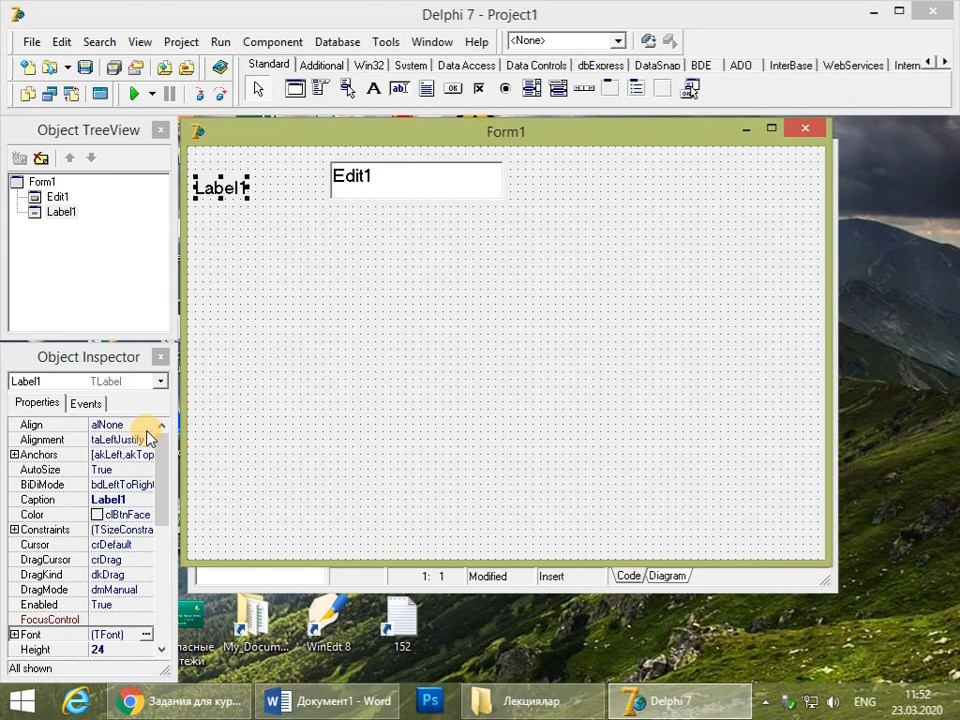 Delphi 7 - Project1
File Edit Search View Project Run Component Database Tools Window Help
<None>
Standard Additional Win32 System Data Access Data Controls dbExpress DataSnap BDE ADO InterBase WebServices Intern
Object TreeView
Form1
Edit1
Label1
Form1
Label1
Edit1
Object Inspector
Label1 TLabel
Properties Events
Align alNone
Alignment taLeftJustify
Anchors [akLeft,akTop
AutoSize True
BiDiMode bdLeftToRight
Caption Label1
Color clBtnFace
Constraints (TSizeConstra
Cursor crDefault
DragCursor crDrag
DragKind dkDrag
DragMode dmManual
Enabled True
FocusControl
Font (TFont)
Height 24
All shown
1: 1 Modified Insert Code Diagram
My_Docum... WinEdt 8 152
Задания для кур... Документ1 - Word Ps Лекциялар Delphi 7 ENG
11:52
23.03.2020